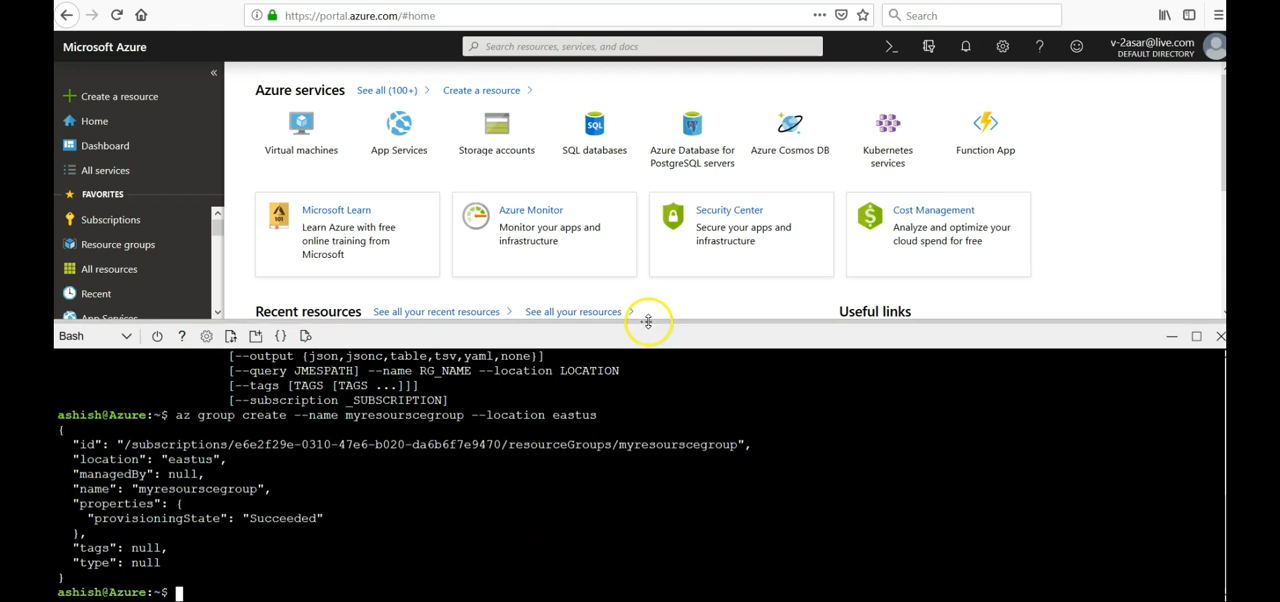 https://portal.azure.com/#home
Search
Microsoft Azure
Search resources, services, and docs
v-2asar@live.com
DEFAULT DIRECTORY
Create a resource
Home
Dashboard
All services
FAVORITES
Subscriptions
Resource groups
All resources
Recent
App Services
Azure services
See all (100+)
Create a resource
Virtual machines
App Services
Storage accounts
SQL databases
Azure Database for
PostgreSQL servers
Azure Cosmos DB
Kubernetes
services
Function App
Microsoft Learn
Learn Azure with free
online training from
Microsoft
Azure Monitor
Monitor your apps and
infrastructure
Security Center
Secure your apps and
infrastructure
Cost Management
Analyze and optimize your
cloud spend for free
Recent resources
See all your recent resources
See all your resources
Useful links
Bash
[--output {json,jsonc,table,tsv,yaml,none}]
[--query JMESPATH] --name RG_NAME --location LOCATION
[--tags [TAGS [TAGS ...]]]
[--subscription _SUBSCRIPTION]
ashish@Azure:~$ az group create --name myresourscegroup --location eastus
{
"id": "/subscriptions/e6e2f29e-0310-47e6-b020-da6b6f7e9470/resourceGroups/myresourscegroup",
"location": "eastus",
"managedBy": null,
"name": "myresourscegroup",
"properties": {
"provisioningState": "Succeeded"
},
"tags": null,
"type": null
}
ashish@Azure:~$